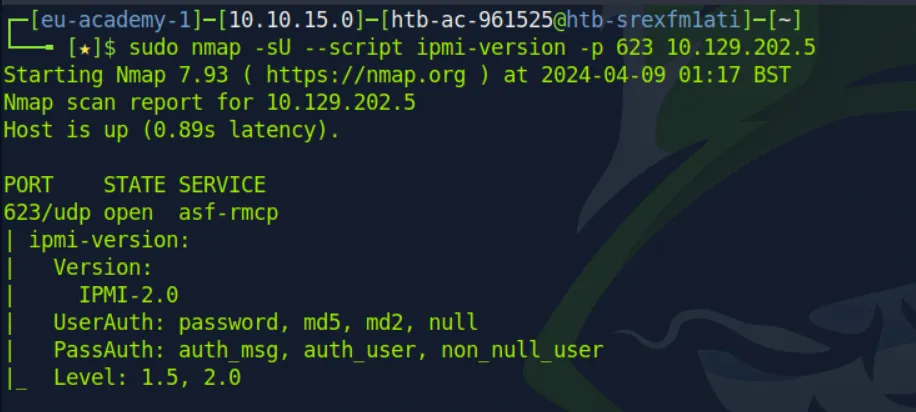 ┌─[eu-academy-1]─[10.10.15.0]─[htb-ac-961525@htb-srexfm1ati]─[~]
└──╼ [★]$ sudo nmap -sU --script ipmi-version -p 623 10.129.202.5
Starting Nmap 7.93 ( https://nmap.org ) at 2024-04-09 01:17 BST
Nmap scan report for 10.129.202.5
Host is up (0.89s latency).

PORT    STATE SERVICE
623/udp open  asf-rmcp
| ipmi-version:
|   Version:
|     IPMI-2.0
|   UserAuth: password, md5, md2, null
|   PassAuth: auth_msg, auth_user, non_null_user
|_  Level: 1.5, 2.0